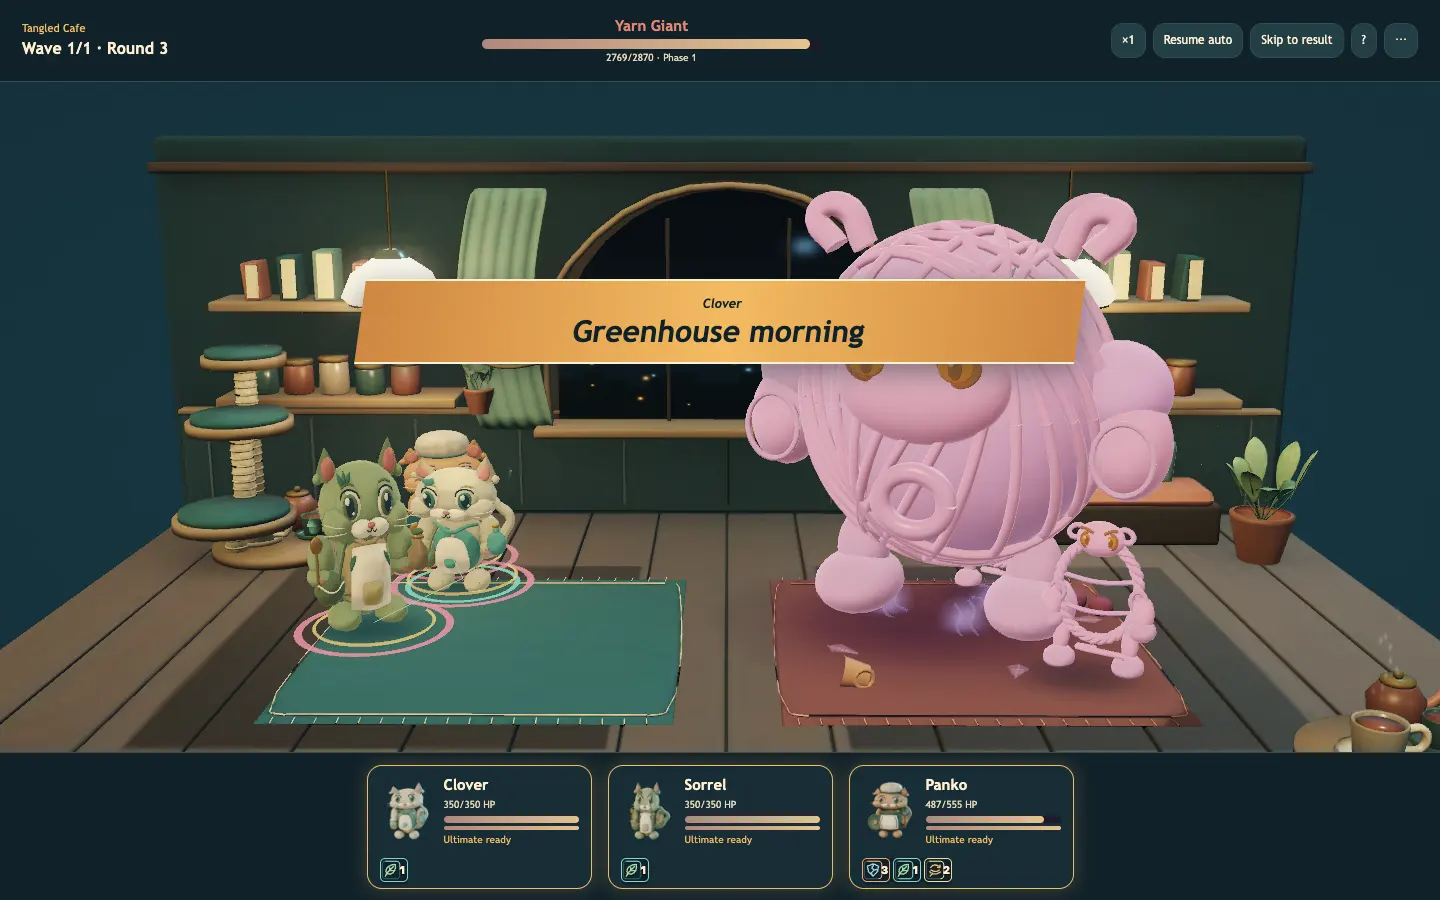 Tangled Cafe
Wave 1/1 · Round 3
Yarn Giant
2769/2870 · Phase 1
×1
Resume auto
Skip to result
?
···
Clover
Greenhouse morning
Clover
350/350 HP
Ultimate ready
1
Sorrel
350/350 HP
Ultimate ready
1
Panko
487/555 HP
Ultimate ready
3
1
2